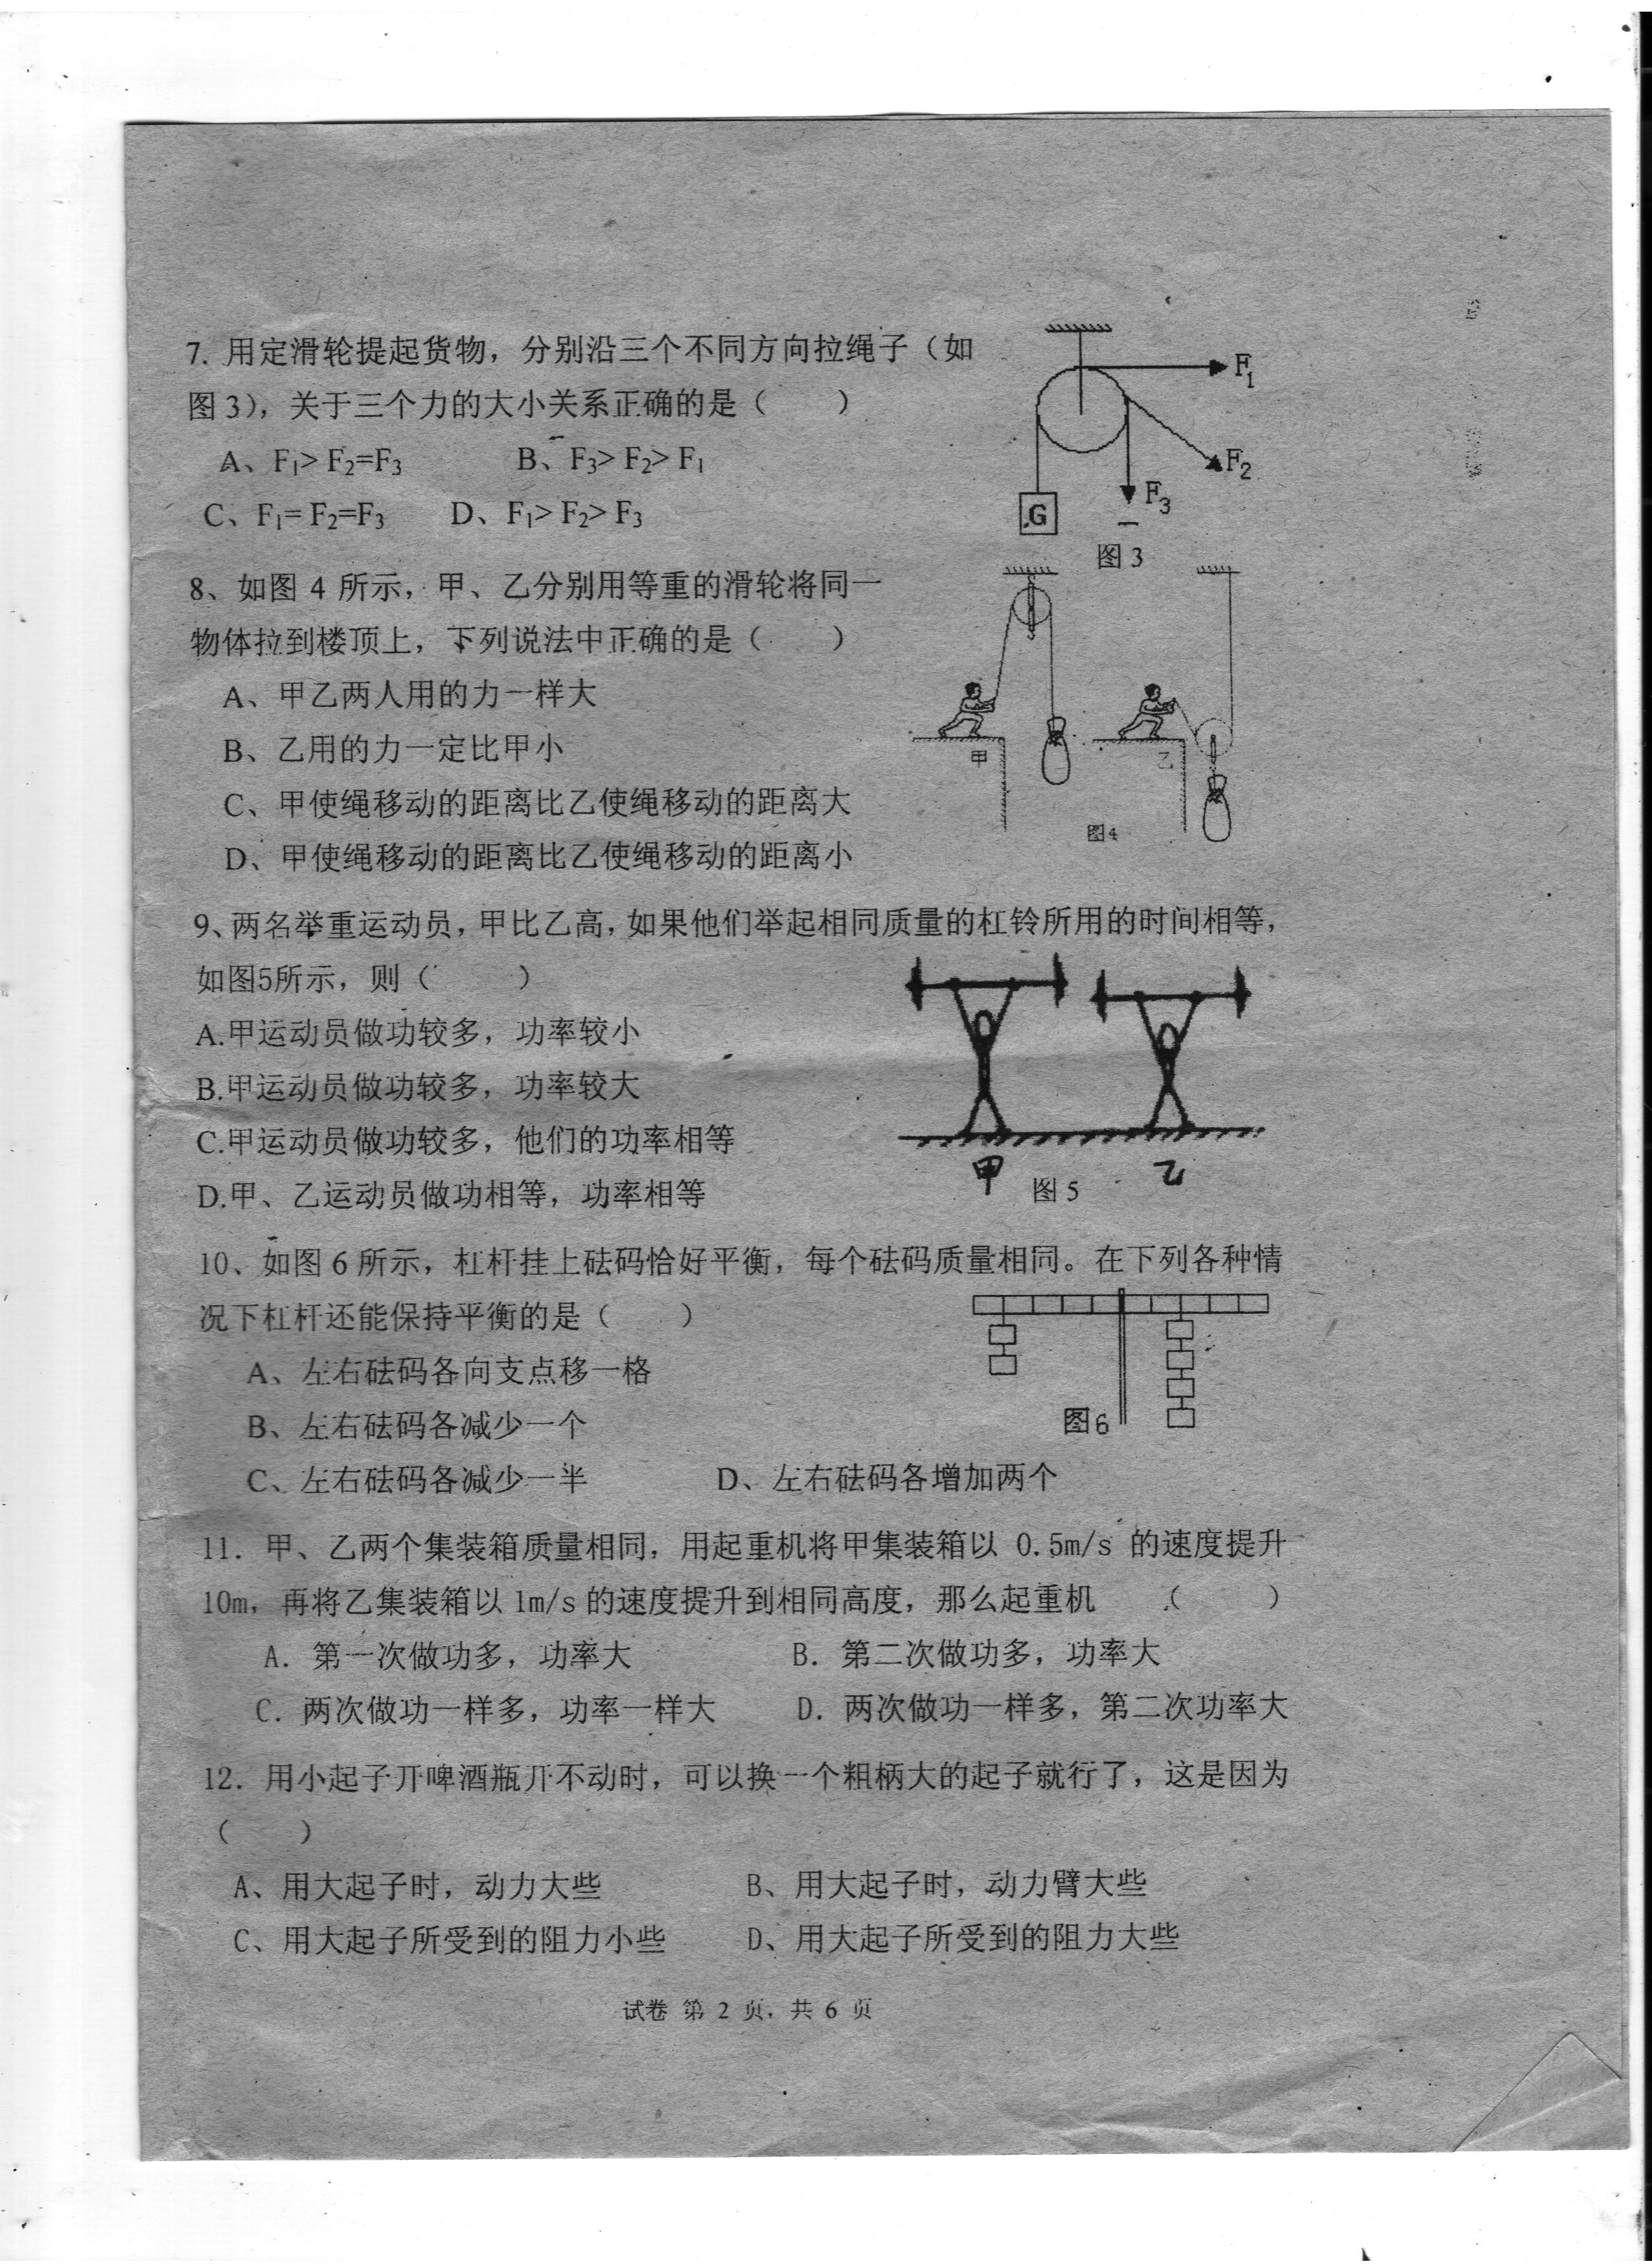 7. 用定滑轮提起货物，分别沿三个不同方向拉绳子（如
图 3），关于三个力的大小关系正确的是（　　）
A、F₁> F₂=F₃　　B、F₃> F₂> F₁
C、F₁= F₂=F₃　　D、F₁> F₂> F₃
F₁
F₂
F₃
G
图 3
8、如图 4 所示，甲、乙分别用等重的滑轮将同一
物体拉到楼顶上，下列说法中正确的是（　　）
A、甲乙两人用的力一样大
B、乙用的力一定比甲小
C、甲使绳移动的距离比乙使绳移动的距离大
D、甲使绳移动的距离比乙使绳移动的距离小
甲　乙
图4
9、两名举重运动员，甲比乙高，如果他们举起相同质量的杠铃所用的时间相等，
如图5所示，则（　　）
A.甲运动员做功较多，功率较小
B.甲运动员做功较多，功率较大
C.甲运动员做功较多，他们的功率相等
D.甲、乙运动员做功相等，功率相等
甲　乙
图 5
10、如图 6 所示，杠杆挂上砝码恰好平衡，每个砝码质量相同。在下列各种情
况下杠杆还能保持平衡的是（　　）
A、左右砝码各向支点移一格
B、左右砝码各减少一个
C、左右砝码各减少一半　　D、左右砝码各增加两个
图6
11. 甲、乙两个集装箱质量相同，用起重机将甲集装箱以 0.5m/s 的速度提升
10m，再将乙集装箱以 1m/s 的速度提升到相同高度，那么起重机　　（　　）
A. 第一次做功多，功率大　　B. 第二次做功多，功率大
C. 两次做功一样多，功率一样大　　D. 两次做功一样多，第二次功率大
12. 用小起子开啤酒瓶开不动时，可以换一个粗柄大的起子就行了，这是因为
（　　）
A、用大起子时，动力大些　　B、用大起子时，动力臂大些
C、用大起子所受到的阻力小些　　D、用大起子所受到的阻力大些
试卷 第 2 页，共 6 页